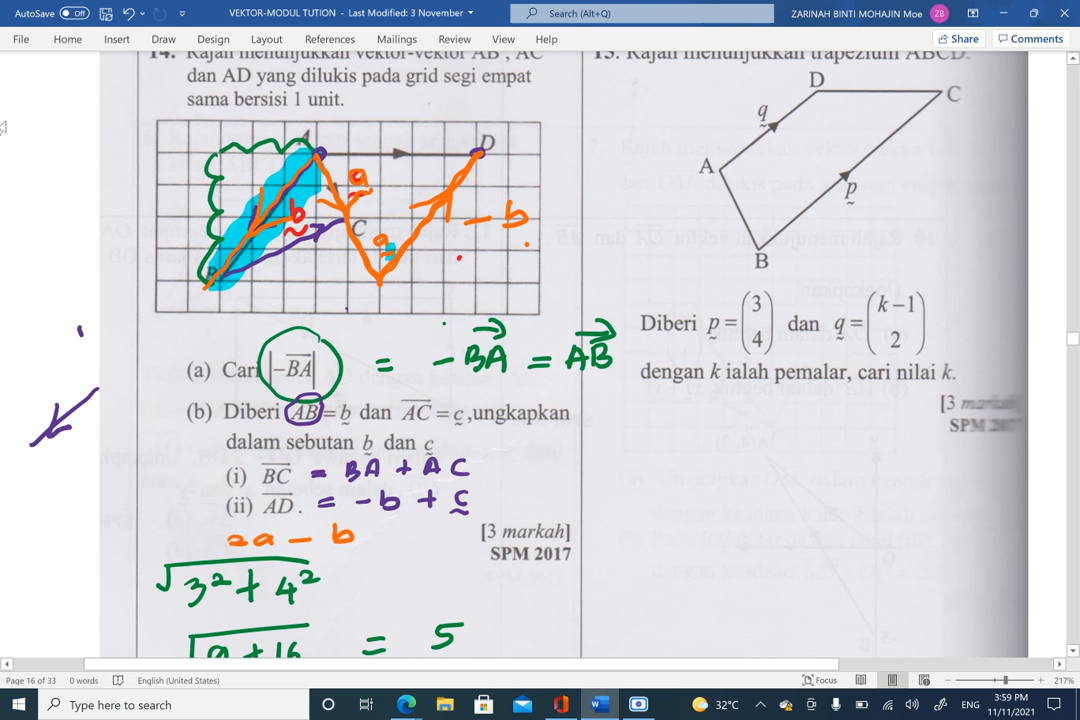 AutoSave Off VEKTOR-MODUL TUTION - Last Modified: 3 November Search (Alt+Q) ZARINAH BINTI MOHAJIN Moe ZB
File Home Insert Draw Design Layout References Mailings Review View Help Share Comments
14. Rajah menunjukkan vektor-vektor AB, AC
dan AD yang dilukis pada grid segi empat
sama bersisi 1 unit.
A
D
a
b
C
a
- b
B
(a) Cari |-BA| = - BA = AB
(b) Diberi AB = b dan AC = c, ungkapkan
dalam sebutan b dan c
(i) BC = BA + AC
(ii) AD. = - b + c
2a - b
[3 markah]
SPM 2017
√3² + 4²
√9 + 16 = 5
Rajah menunjukkan trapezium ABCD.
D
C
q
A
p
B
Diberi p = (3 4) dan q = (k – 1 2)
dengan k ialah pemalar, cari nilai k.
[3 markah]
SPM 2017
Page 16 of 33 0 words English (United States) Focus 217%
Type here to search 32°C ENG 3:59 PM
11/11/2021